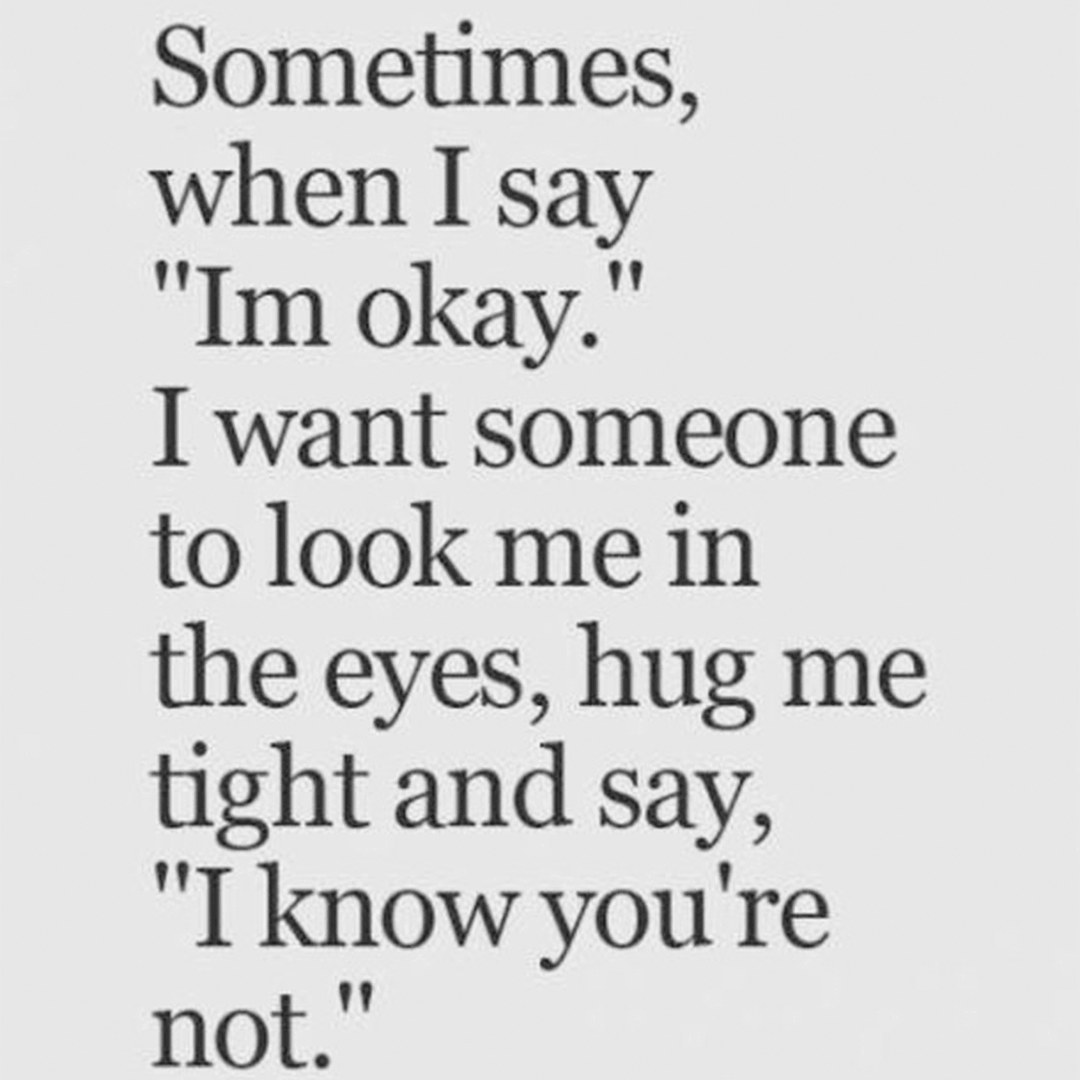 Sometimes,
when I say
"Im okay."
I want someone
to look me in
the eyes, hug me
tight and say,
"I know you're
not."